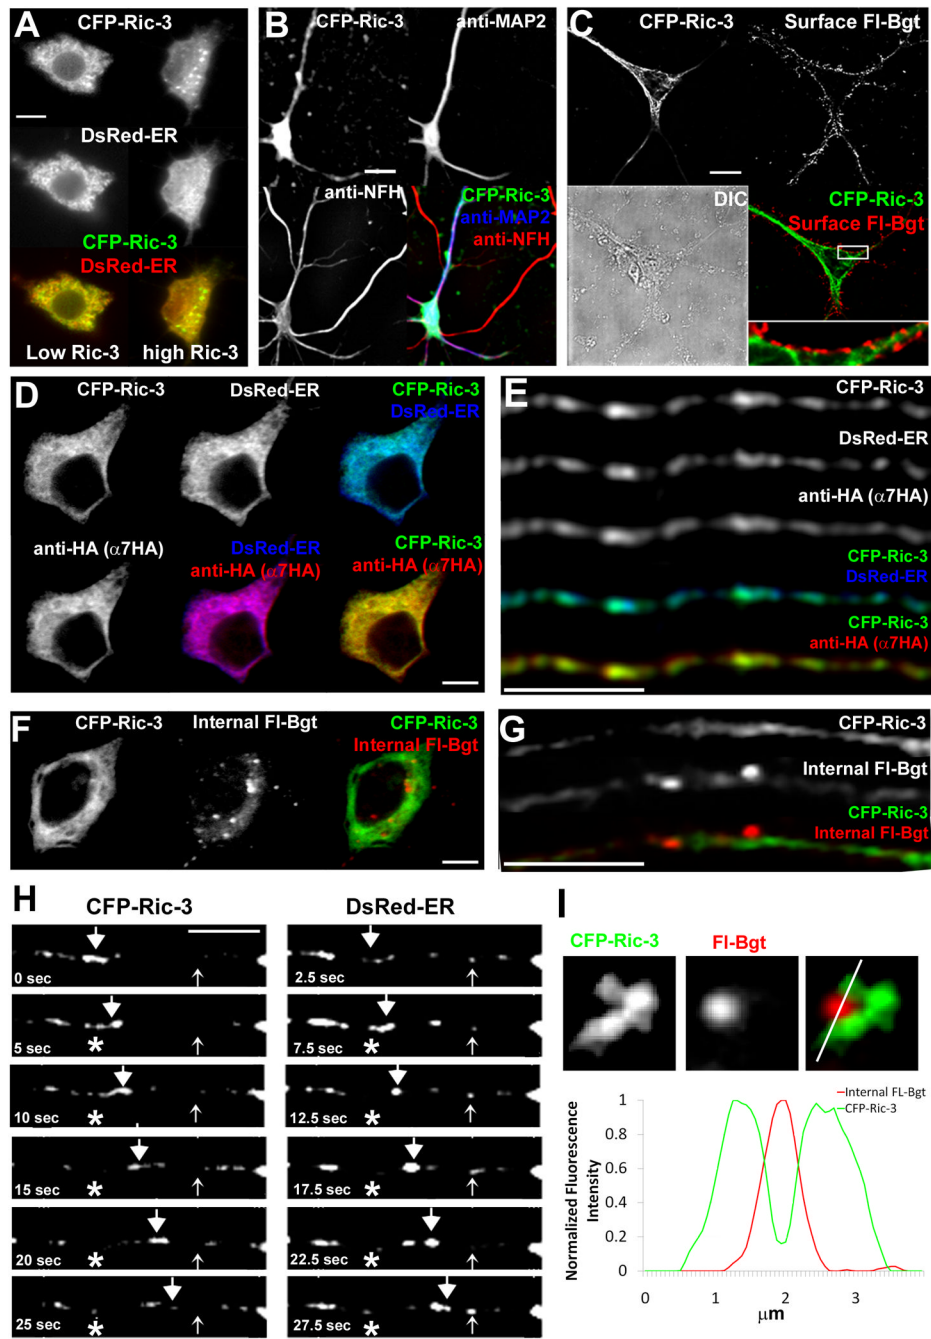 A
CFP-Ric-3
DsRed-ER
CFP-Ric-3
DsRed-ER
Low Ric-3
high Ric-3
B
CFP-Ric-3
anti-MAP2
anti-NFH
CFP-Ric-3
anti-MAP2
anti-NFH
C
CFP-Ric-3
Surface Fl-Bgt
DIC
CFP-Ric-3
Surface Fl-Bgt
D
CFP-Ric-3
DsRed-ER
CFP-Ric-3
DsRed-ER
anti-HA (α7HA)
DsRed-ER
anti-HA (α7HA)
CFP-Ric-3
anti-HA (α7HA)
E
CFP-Ric-3
DsRed-ER
anti-HA (α7HA)
CFP-Ric-3
DsRed-ER
CFP-Ric-3
anti-HA (α7HA)
F
CFP-Ric-3
Internal Fl-Bgt
CFP-Ric-3
Internal Fl-Bgt
G
CFP-Ric-3
Internal Fl-Bgt
CFP-Ric-3
Internal Fl-Bgt
H
CFP-Ric-3
DsRed-ER
0 sec
2.5 sec
5 sec
*
7.5 sec
*
10 sec
*
12.5 sec
*
15 sec
*
17.5 sec
*
20 sec
*
22.5 sec
*
25 sec
*
27.5 sec
*
I
CFP-Ric-3
Fl-Bgt
Internal FL-Bgt
CFP-Ric-3
Normalized Fluorescence
Intensity
1
0.8
0.6
0.4
0.2
0
0
1
2
3
μm